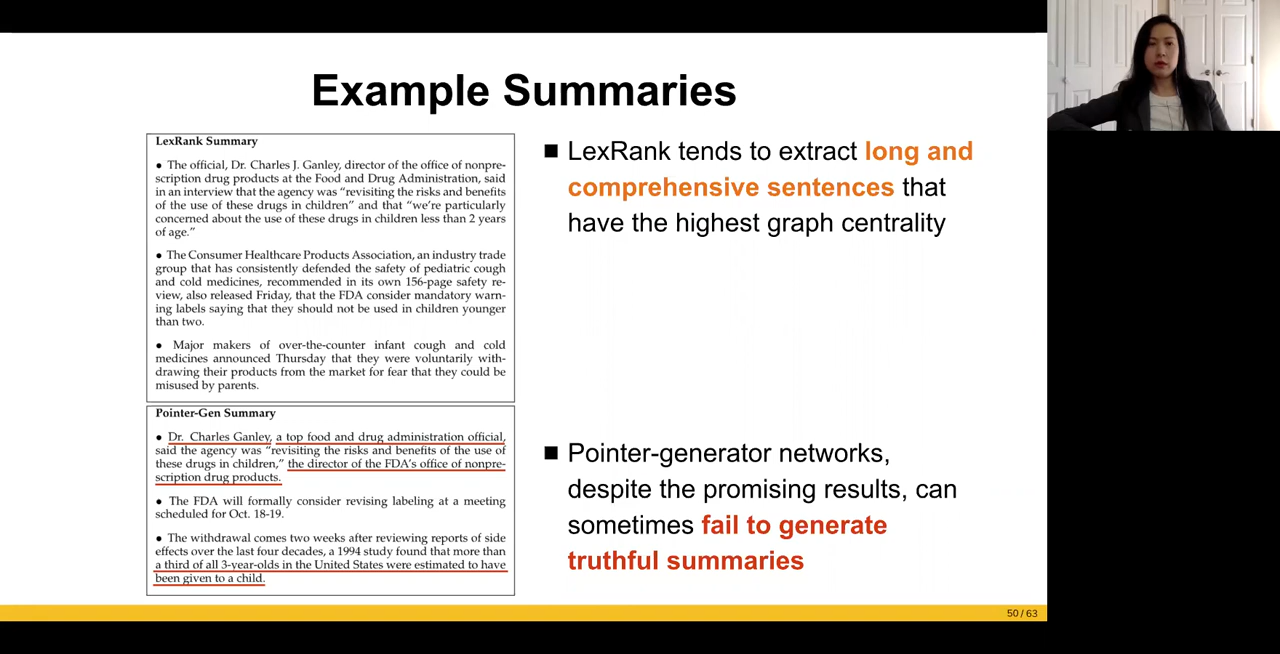 Example Summaries
LexRank Summary
● The official, Dr. Charles J. Ganley, director of the office of nonpre-
scription drug products at the Food and Drug Administration, said
in an interview that the agency was “revisiting the risks and benefits
of the use of these drugs in children” and that “we’re particularly
concerned about the use of these drugs in children less than 2 years
of age.”
● The Consumer Healthcare Products Association, an industry trade
group that has consistently defended the safety of pediatric cough
and cold medicines, recommended in its own 156-page safety re-
view, also released Friday, that the FDA consider mandatory warn-
ing labels saying that they should not be used in children younger
than two.
● Major makers of over-the-counter infant cough and cold
medicines announced Thursday that they were voluntarily with-
drawing their products from the market for fear that they could be
misused by parents.
Pointer-Gen Summary
● Dr. Charles Ganley, a top food and drug administration official,
said the agency was “revisiting the risks and benefits of the use of
these drugs in children,” the director of the FDA’s office of nonpre-
scription drug products.
● The FDA will formally consider revising labeling at a meeting
scheduled for Oct. 18-19.
● The withdrawal comes two weeks after reviewing reports of side
effects over the last four decades, a 1994 study found that more than
a third of all 3-year-olds in the United States were estimated to have
been given to a child.
■ LexRank tends to extract long and
comprehensive sentences that
have the highest graph centrality
■ Pointer-generator networks,
despite the promising results, can
sometimes fail to generate
truthful summaries
50 / 63